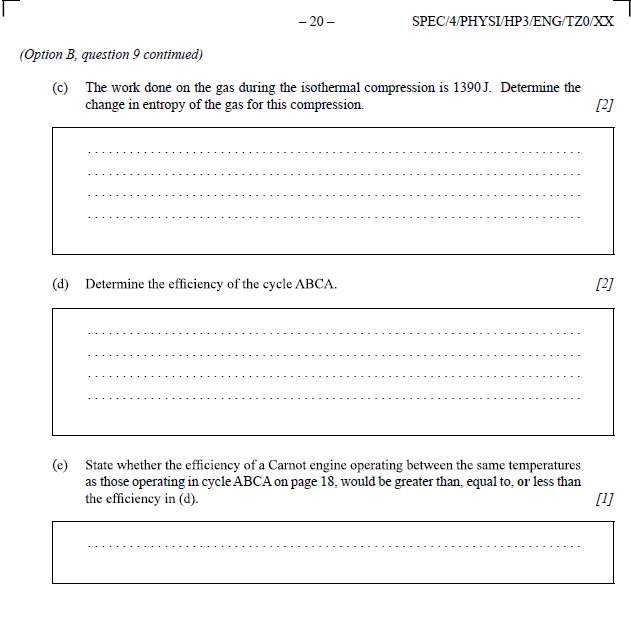 – 20 –
SPEC/4/PHYSI/HP3/ENG/TZ0/XX
(Option B, question 9 continued)
(c) The work done on the gas during the isothermal compression is 1390 J. Determine the
change in entropy of the gas for this compression. [2]
(d) Determine the efficiency of the cycle ABCA. [2]
(e) State whether the efficiency of a Carnot engine operating between the same temperatures
as those operating in cycle ABCA on page 18, would be greater than, equal to, or less than
the efficiency in (d). [1]